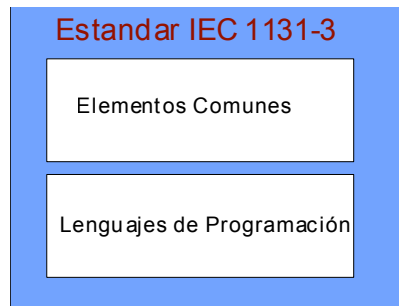 Estandar IEC 1131-3
Elementos Comunes
Lenguajes de Programación